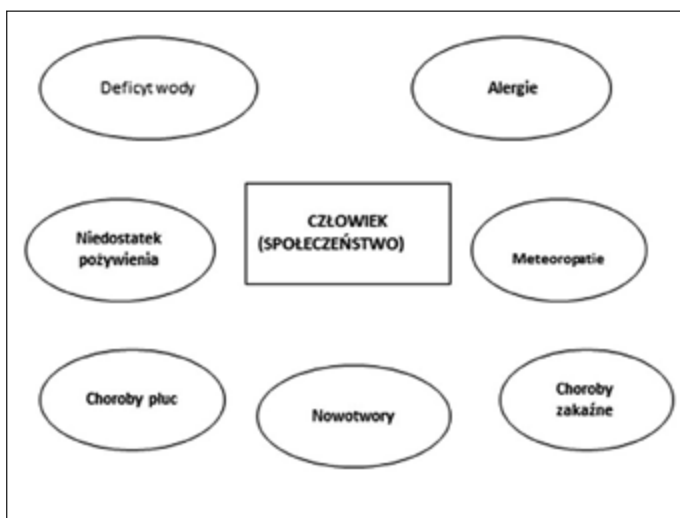 Deficyt wody
Alergie
CZŁOWIEK
(SPOŁECZEŃSTWO)
Niedostatek
pożywienia
Meteoropatie
Choroby płuc
Nowotwory
Choroby
zakaźne